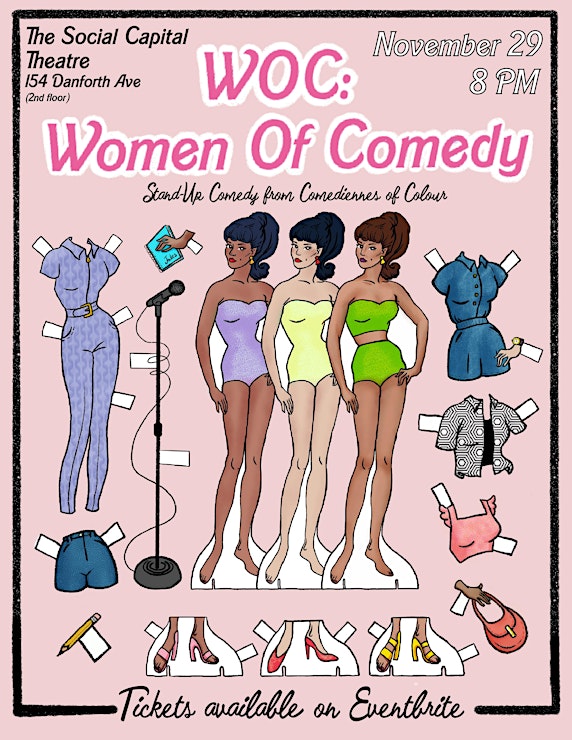 The Social Capital
Theatre
154 Danforth Ave
(2nd floor)
November 29
8 PM
WOC:
Women Of Comedy
Stand-Up Comedy from Comediennes of Colour
Jokes
Tickets available on Eventbrite